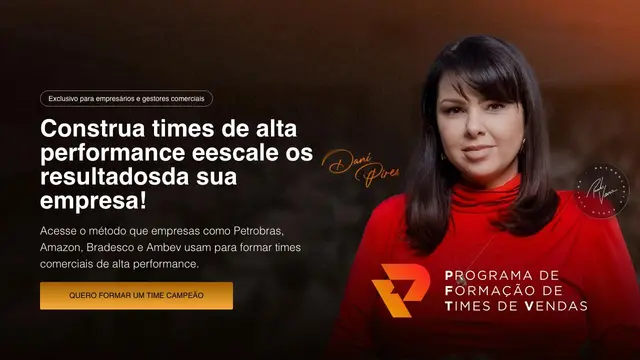 Exclusivo para empresários e gestores comerciais
Construa times de alta
performance eescale os
resultadosda sua
empresa!
Acesse o método que empresas como Petrobras,
Amazon, Bradesco e Ambev usam para formar times
comerciais de alta performance.
QUERO FORMAR UM TIME CAMPEÃO
Dani
Pires
PROGRAMA DE
FORMAÇÃO DE
TIMES DE VENDAS